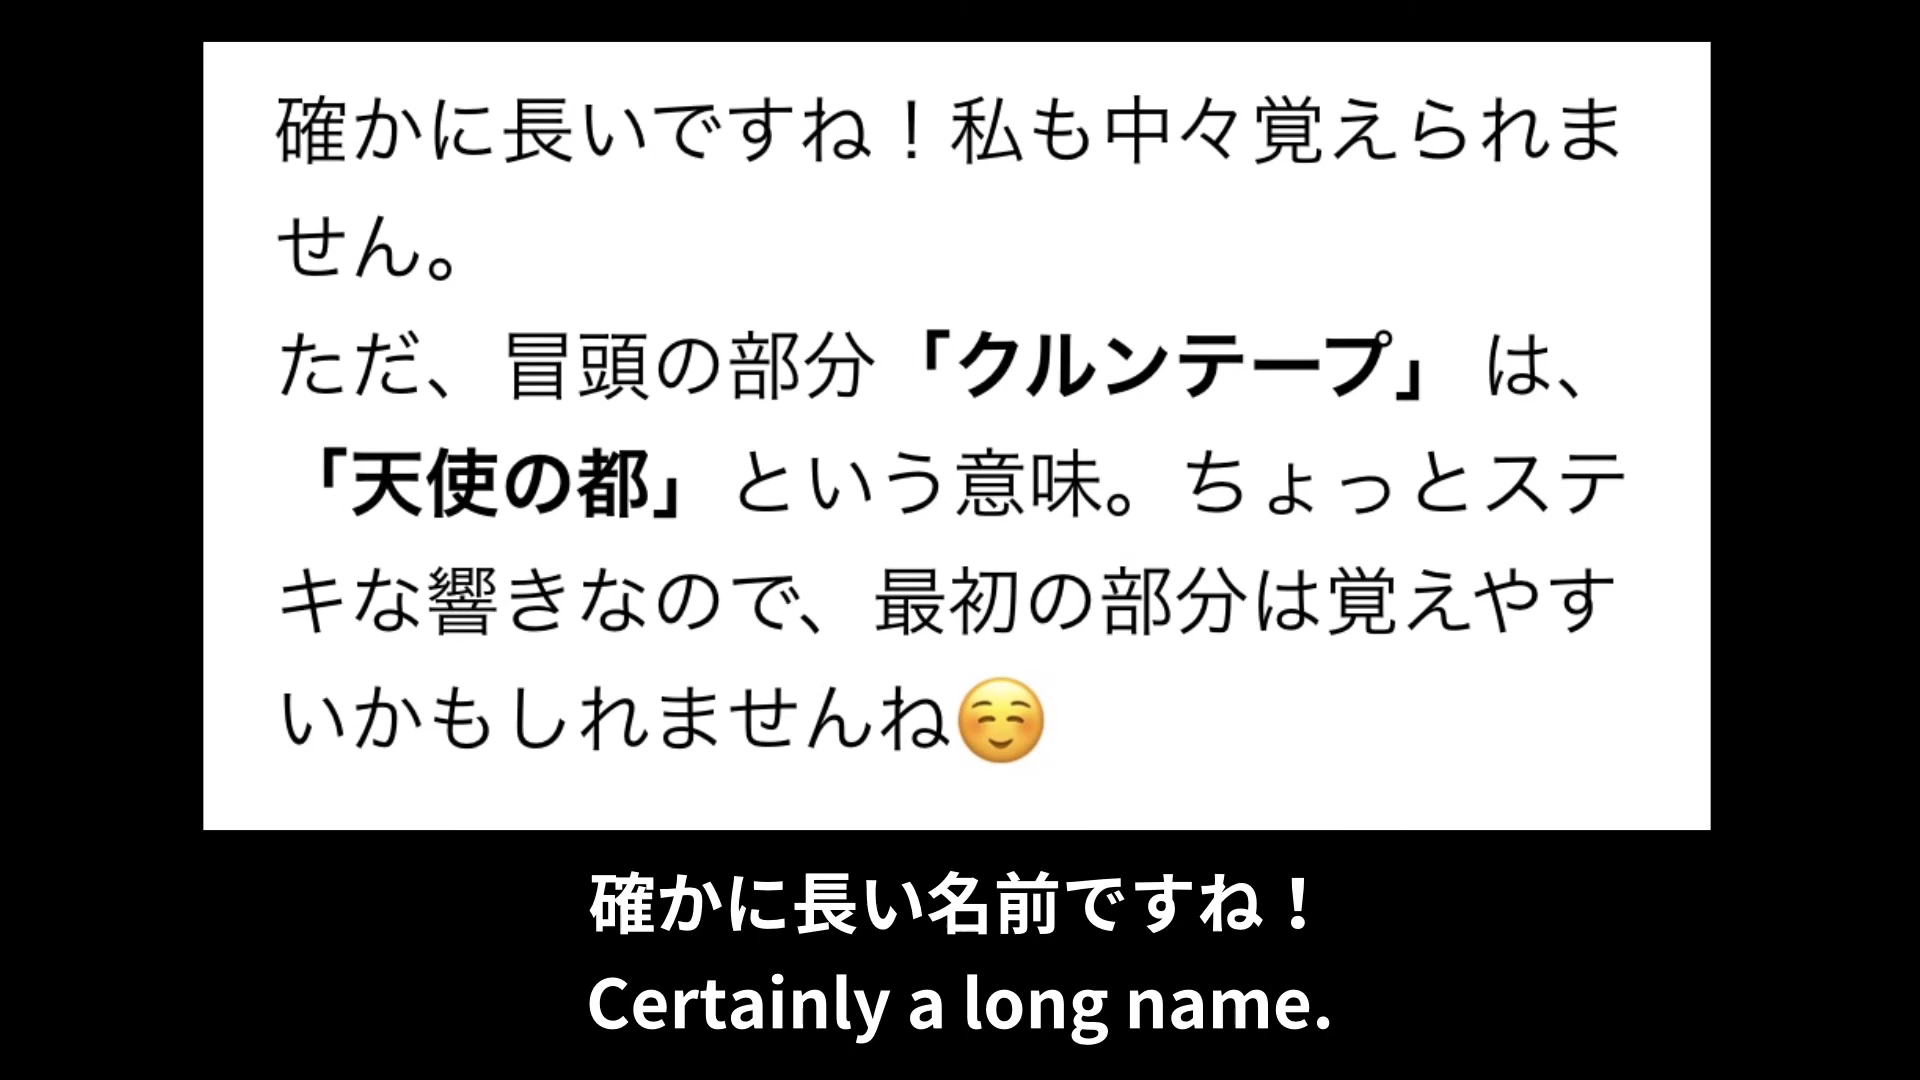 確かに長いですね！私も中々覚えられま
せん。
ただ、冒頭の部分「クルンテープ」は、
「天使の都」という意味。ちょっとステ
キな響きなので、最初の部分は覚えやす
いかもしれませんね☺️
確かに長い名前ですね！
Certainly a long name.